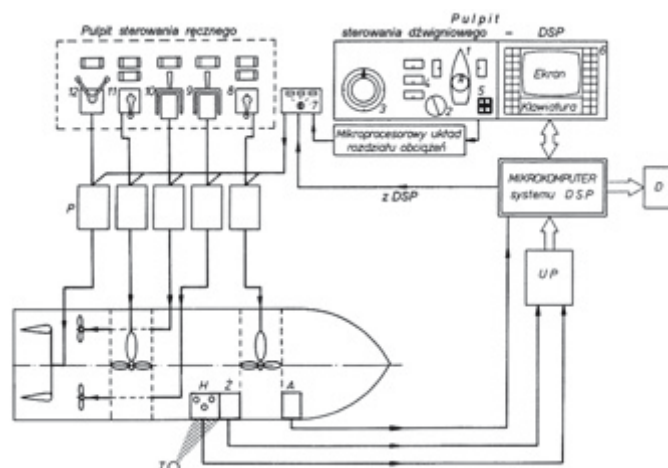 Pulpit sterowania ręcznego
Pulpit
sterowania dźwigniowego – DSP
12
11
10
9
8
7
3
4
2
1
5
6
Ekran
Klawiatura
Mikroprocesorowy układ
rozdziału obciążeń
MIKROKOMPUTER
systemu DSP
D
z DSP
P
UP
H
Ż
A